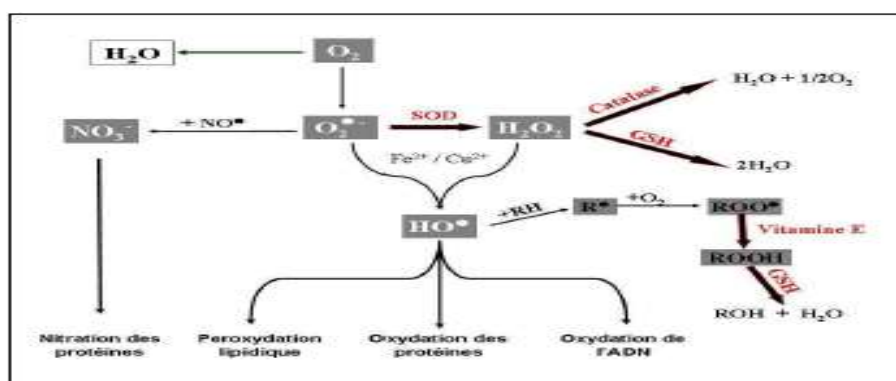 H₂O
O₂
NO₃⁻
+ NO•
O₂•⁻
SOD
H₂O₂
Catalase
H₂O + 1/2O₂
GSH
2H₂O
Fe²⁺ / Cu²⁺
HO•
+RH
R•
+O₂
ROO•
Vitamine E
ROOH
GSH
ROH + H₂O
Nitration des
protéines
Peroxydation
lipidique
Oxydation des
protéines
Oxydation de
l'ADN